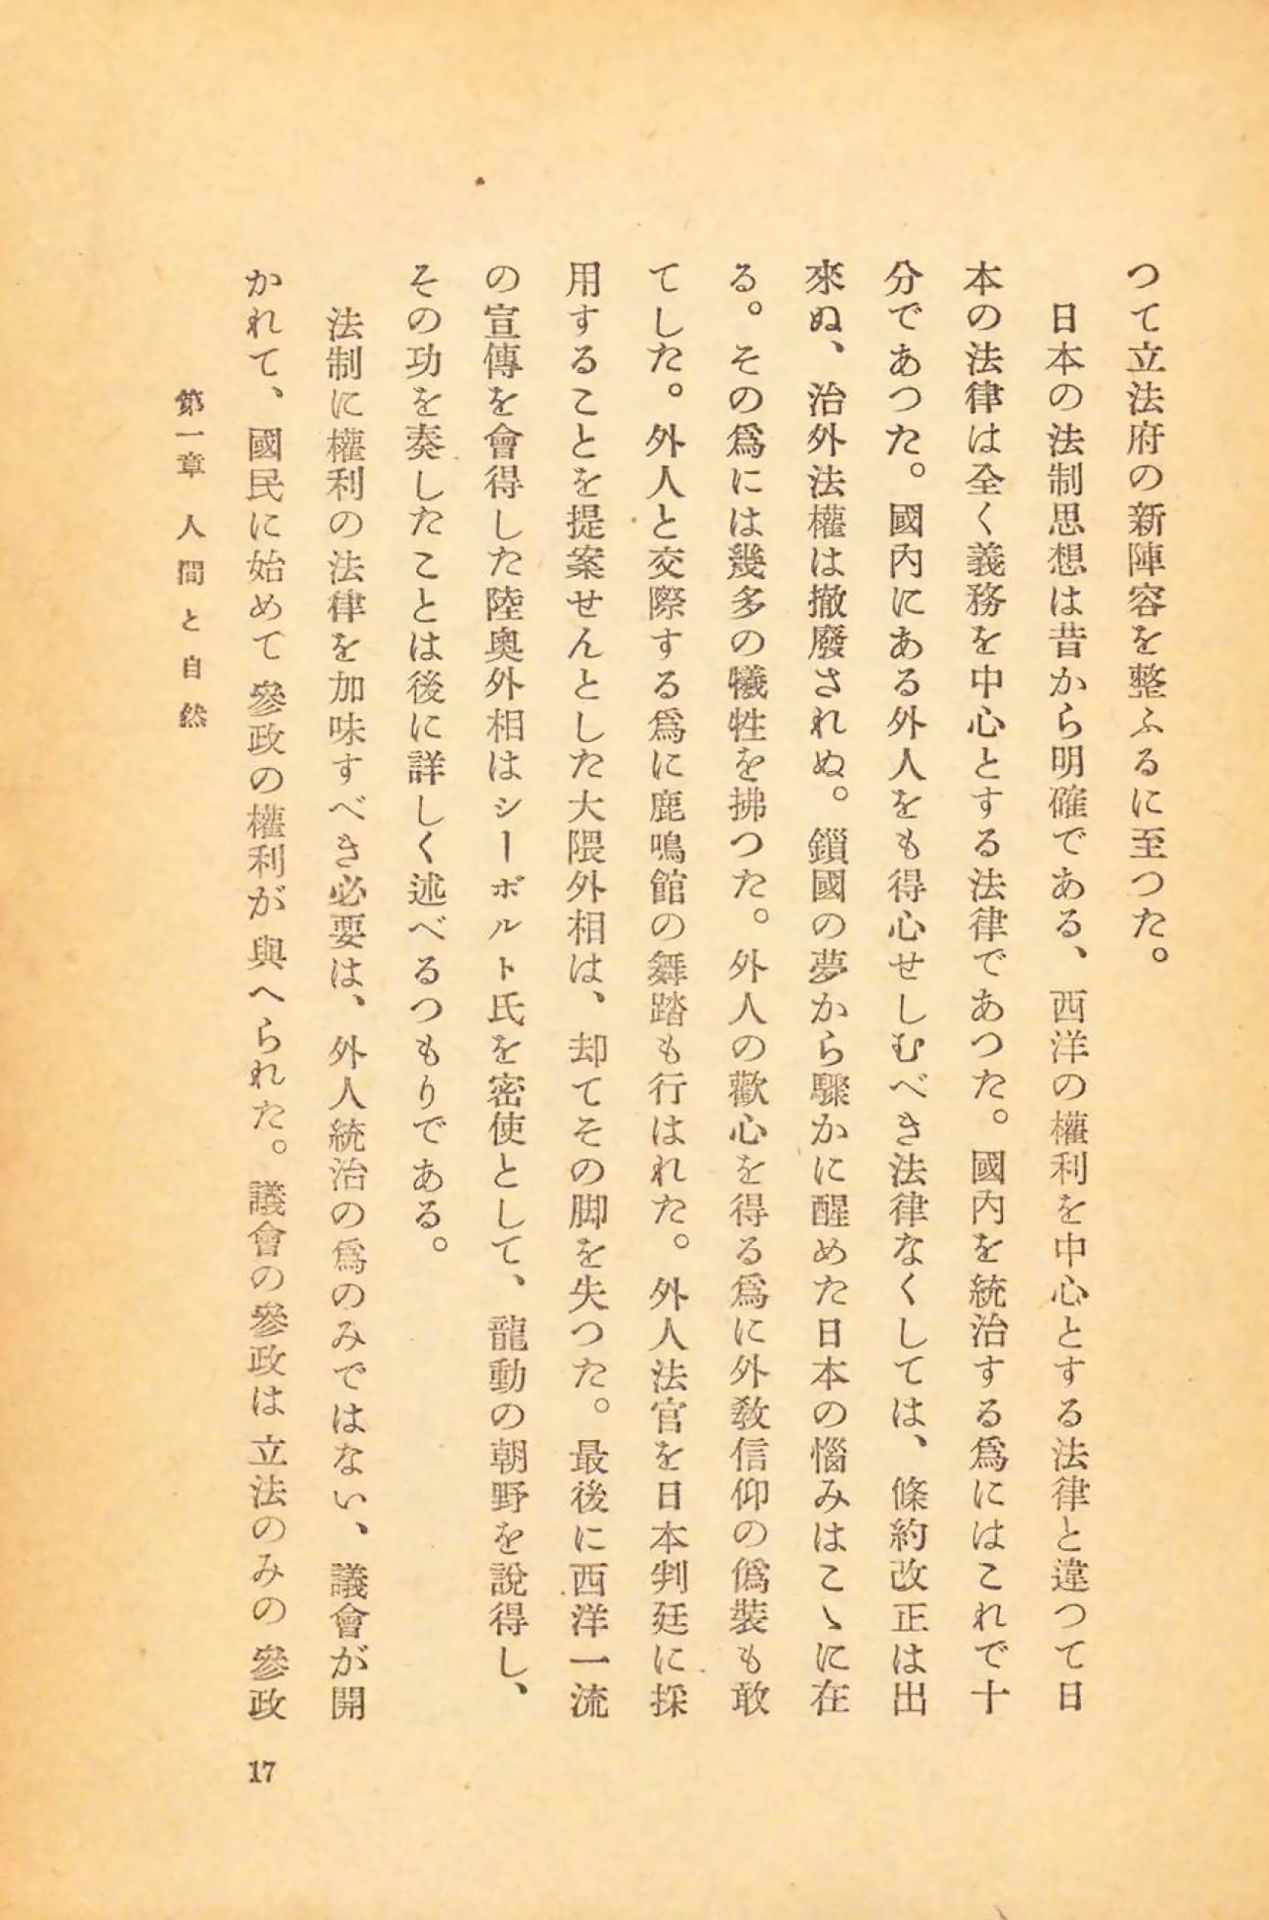 つて立法府の新陣容を整ふるに至つた。
日本の法制思想は昔から明確である、西洋の權利を中心とする法律と違つて日
本の法律は全く義務を中心とする法律であつた。國內を統治する爲にはこれで十
分であつた。國內にある外人をも得心せしむべき法律なくしては、條約改正は出
來ぬ、治外法權は撤廢されぬ。鎖國の夢から驟かに醒めた日本の惱みはこゝに在
る。その爲には幾多の犧牲を拂つた。外人の歡心を得る爲に外敎信仰の僞裝も敢
てした。外人と交際する爲に鹿鳴館の舞踏も行はれた。外人法官を日本判廷に採
用することを提案せんとした大隈外相は、却てその脚を失つた。最後に西洋一流
の宣傳を會得した陸奧外相はシーボルト氏を密使として、龍動の朝野を說得し、
その功を奏したことは後に詳しく述べるつもりである。
法制に權利の法律を加味すべき必要は、外人統治の爲のみではない、議會が開
かれて、國民に始めて參政の權利が與へられた。議會の參政は立法のみの參政
第一章 人間と自然
17